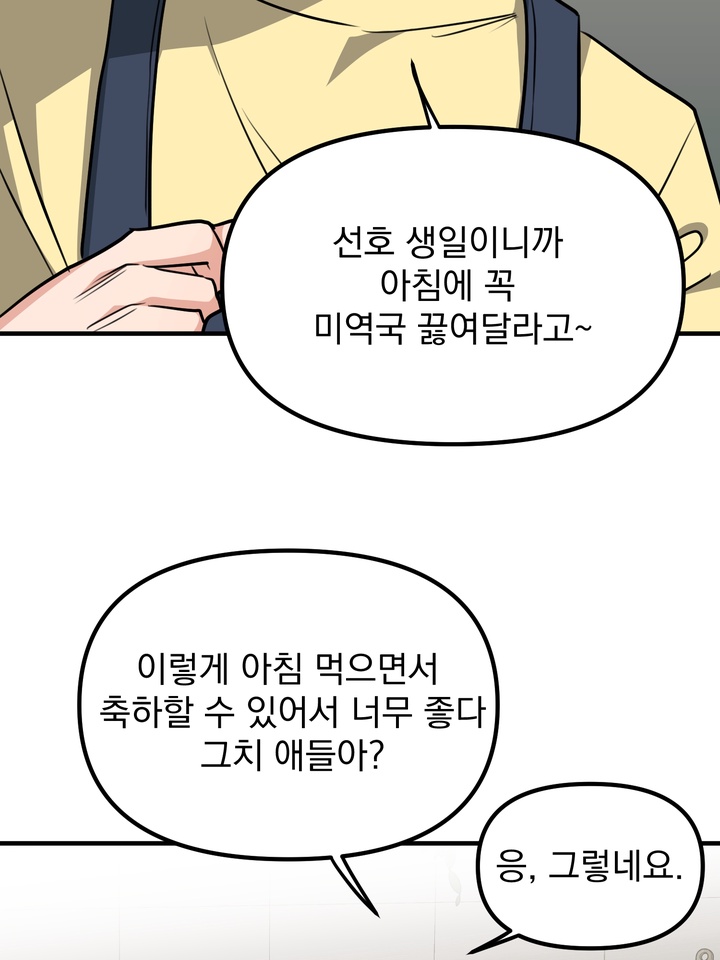 선호 생일이니까
아침에 꼭
미역국 끓여달라고~
이렇게 아침 먹으면서
축하할 수 있어서 너무 좋다
그치 애들아?
응, 그렇네요.